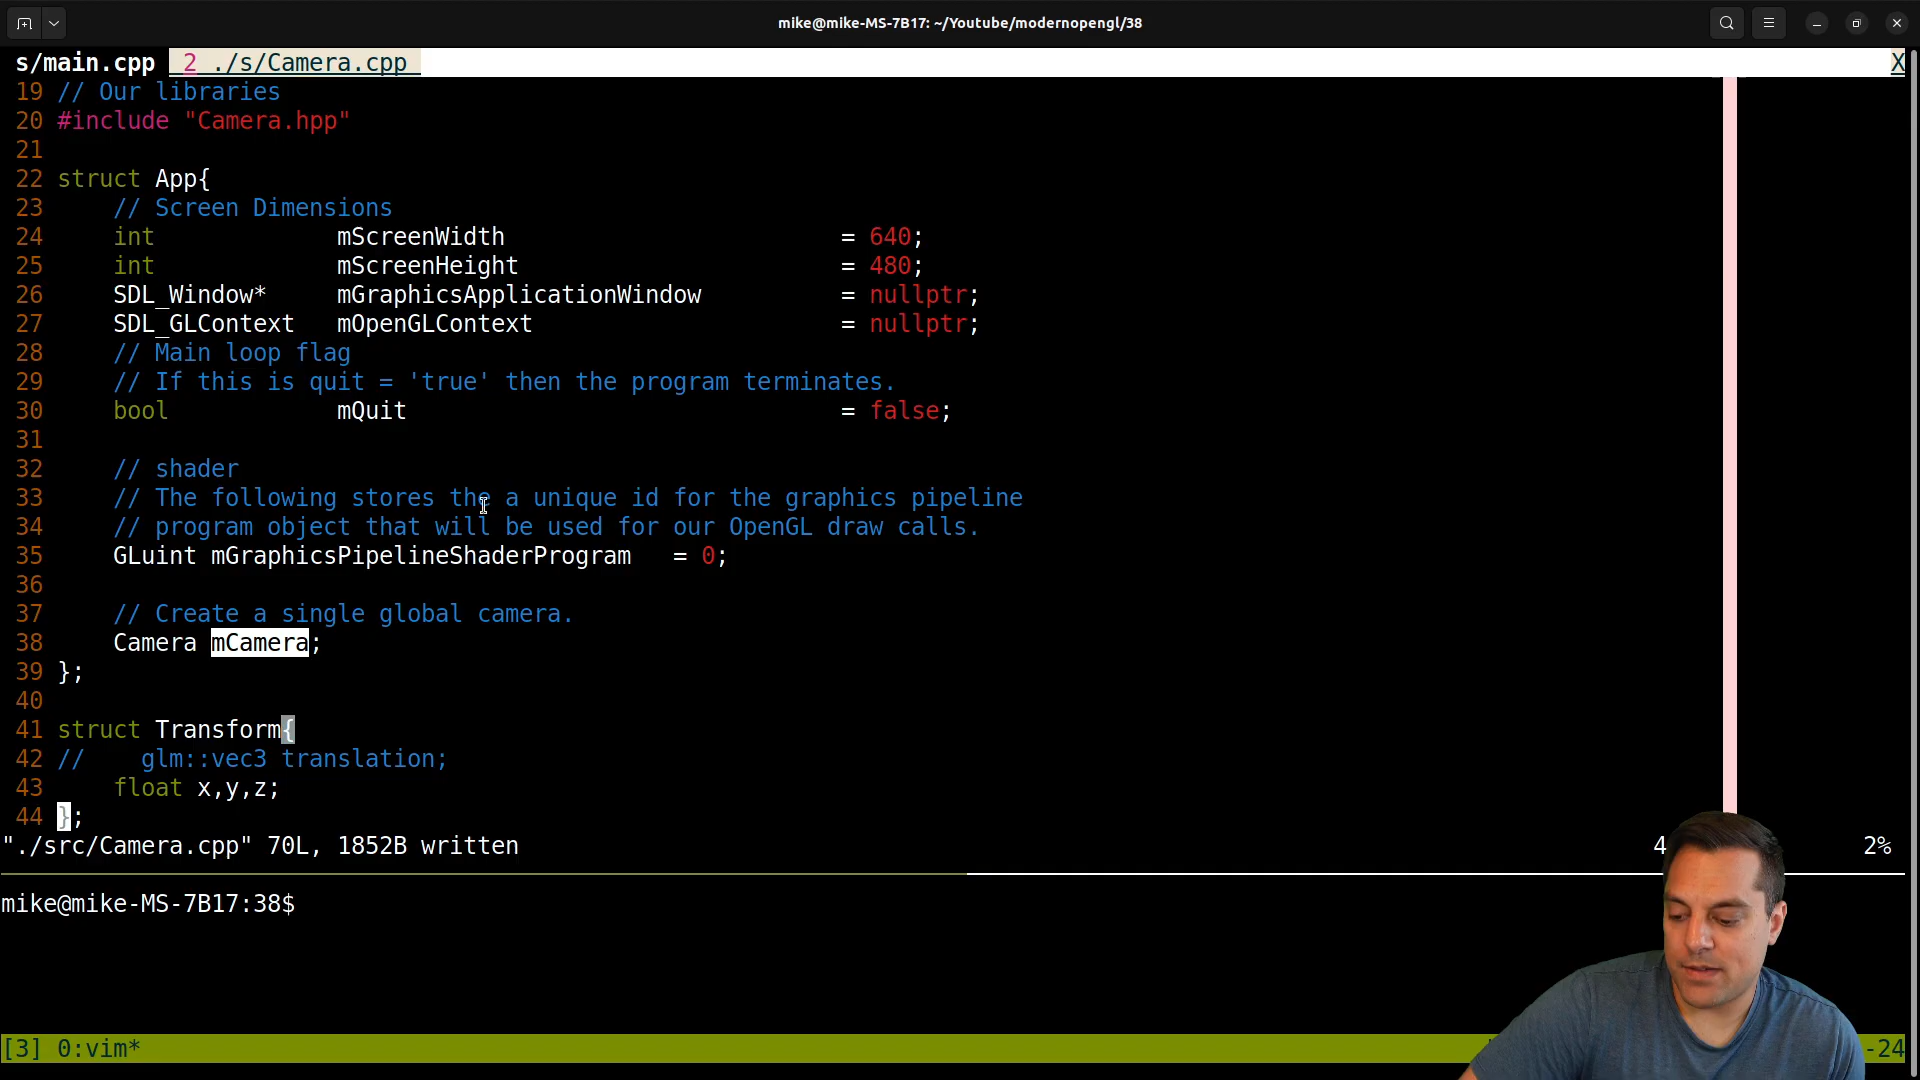 mike@mike-MS-7B17: ~/Youtube/modernopengl/38
s/main.cpp  2 ./s/Camera.cpp X
19 // Our libraries
20 #include "Camera.hpp"
21
22 struct App{
23     // Screen Dimensions
24     int             mScreenWidth                        = 640;
25     int             mScreenHeight                       = 480;
26     SDL_Window*     mGraphicsApplicationWindow          = nullptr;
27     SDL_GLContext   mOpenGLContext                      = nullptr;
28     // Main loop flag
29     // If this is quit = 'true' then the program terminates.
30     bool            mQuit                               = false;
31
32     // shader
33     // The following stores the a unique id for the graphics pipeline
34     // program object that will be used for our OpenGL draw calls.
35     GLuint mGraphicsPipelineShaderProgram   = 0;
36
37     // Create a single global camera.
38     Camera mCamera;
39 };
40
41 struct Transform{
42 //    glm::vec3 translation;
43     float x,y,z;
44 };
"./src/Camera.cpp" 70L, 1852B written 4 2%
mike@mike-MS-7B17:38$
[3] 0:vim* -24